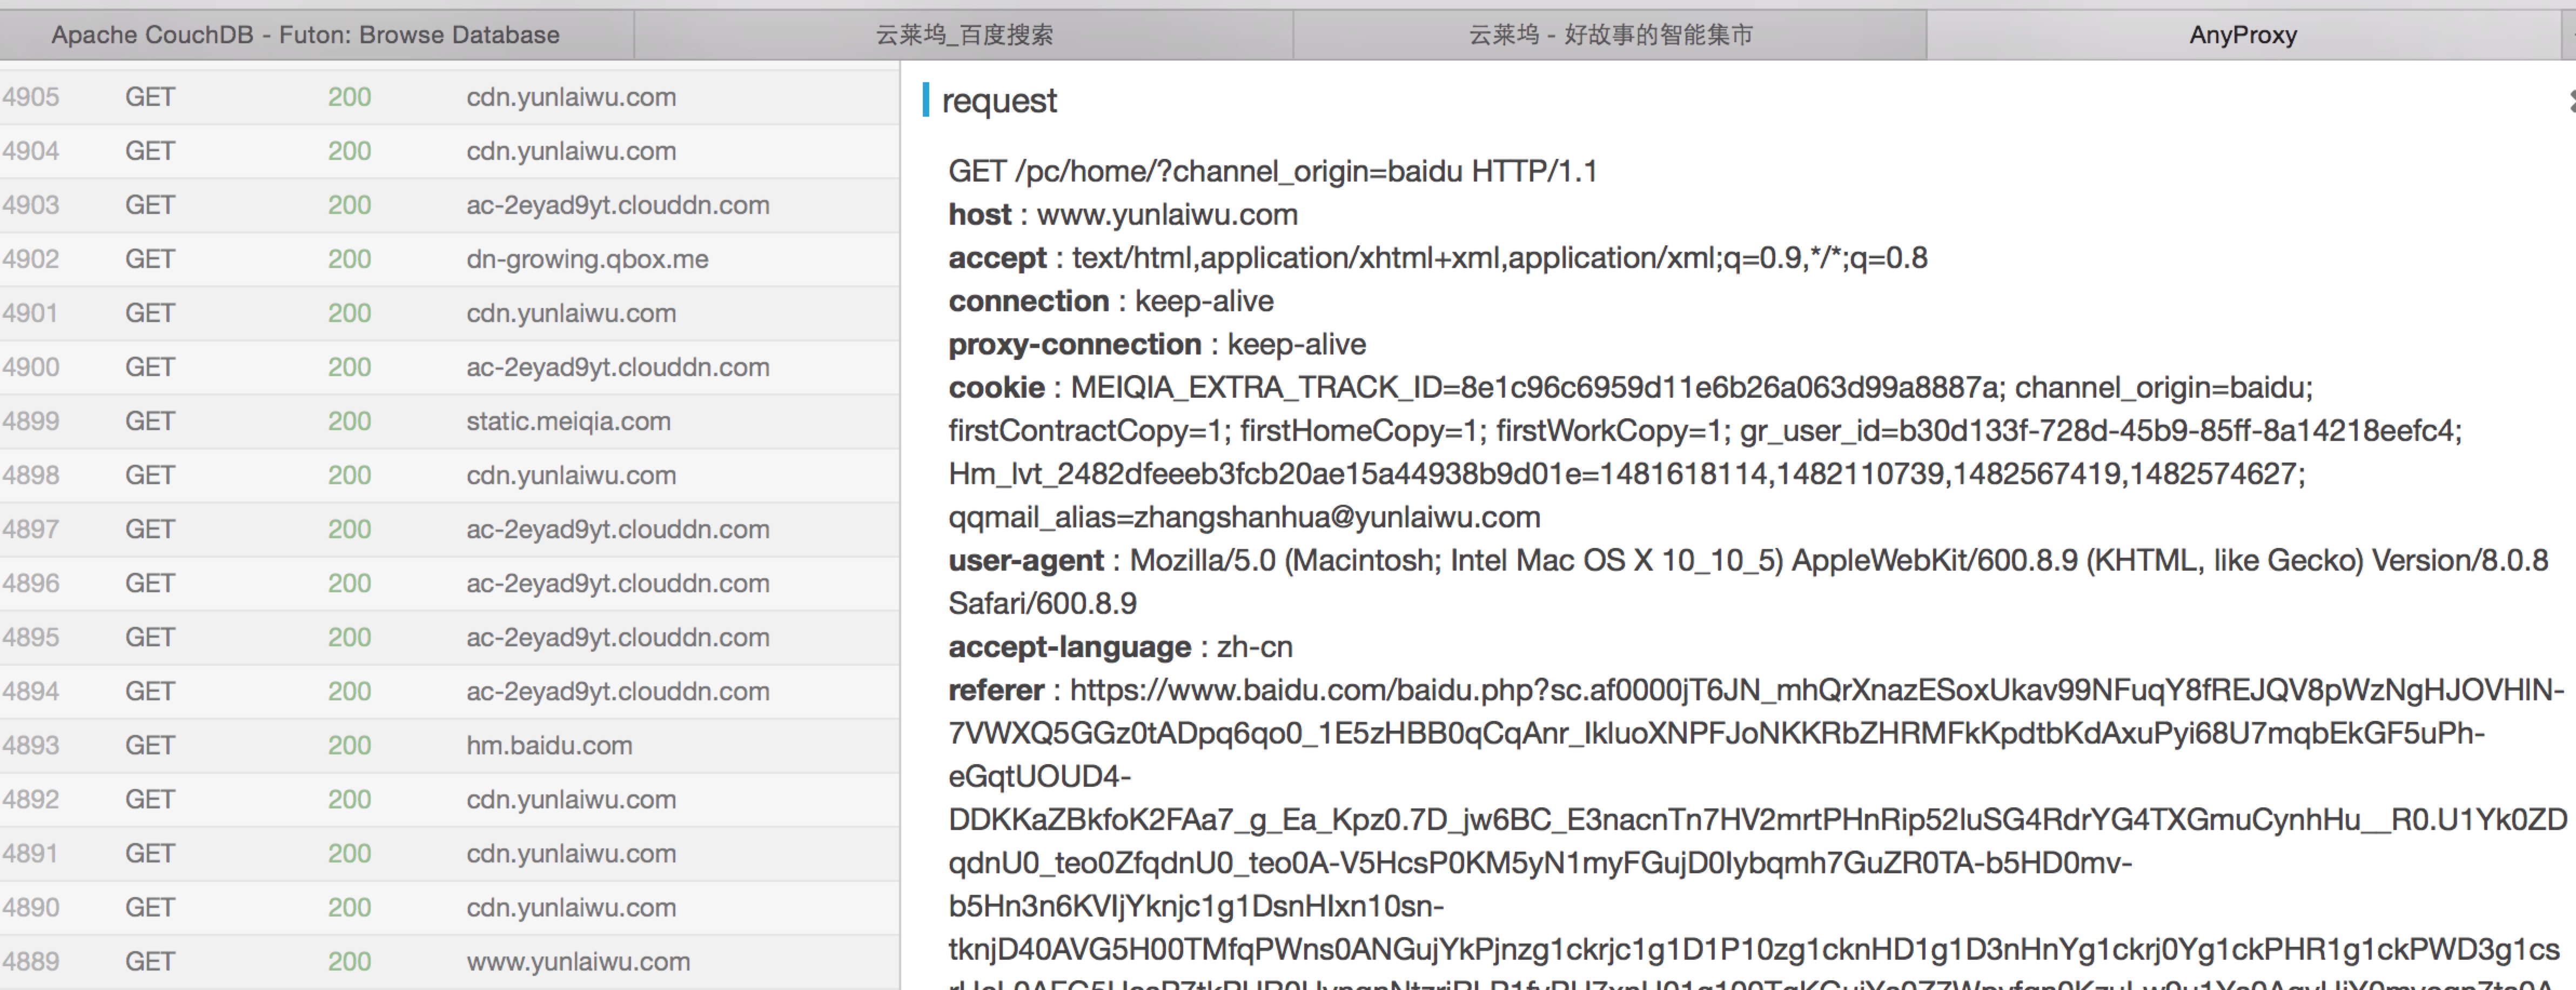 Apache CouchDB - Futon: Browse Database 云莱坞_百度搜索 云莱坞 - 好故事的智能集市 AnyProxy
4905 GET 200 cdn.yunlaiwu.com
4904 GET 200 cdn.yunlaiwu.com
4903 GET 200 ac-2eyad9yt.clouddn.com
4902 GET 200 dn-growing.qbox.me
4901 GET 200 cdn.yunlaiwu.com
4900 GET 200 ac-2eyad9yt.clouddn.com
4899 GET 200 static.meiqia.com
4898 GET 200 cdn.yunlaiwu.com
4897 GET 200 ac-2eyad9yt.clouddn.com
4896 GET 200 ac-2eyad9yt.clouddn.com
4895 GET 200 ac-2eyad9yt.clouddn.com
4894 GET 200 ac-2eyad9yt.clouddn.com
4893 GET 200 hm.baidu.com
4892 GET 200 cdn.yunlaiwu.com
4891 GET 200 cdn.yunlaiwu.com
4890 GET 200 cdn.yunlaiwu.com
4889 GET 200 www.yunlaiwu.com
request
GET /pc/home/?channel_origin=baidu HTTP/1.1
host : www.yunlaiwu.com
accept : text/html,application/xhtml+xml,application/xml;q=0.9,*/*;q=0.8
connection : keep-alive
proxy-connection : keep-alive
cookie : MEIQIA_EXTRA_TRACK_ID=8e1c96c6959d11e6b26a063d99a8887a; channel_origin=baidu;
firstContractCopy=1; firstHomeCopy=1; firstWorkCopy=1; gr_user_id=b30d133f-728d-45b9-85ff-8a14218eefc4;
Hm_lvt_2482dfeeeb3fcb20ae15a44938b9d01e=1481618114,1482110739,1482567419,1482574627;
qqmail_alias=zhangshanhua@yunlaiwu.com
user-agent : Mozilla/5.0 (Macintosh; Intel Mac OS X 10_10_5) AppleWebKit/600.8.9 (KHTML, like Gecko) Version/8.0.8
Safari/600.8.9
accept-language : zh-cn
referer : https://www.baidu.com/baidu.php?sc.af0000jT6JN_mhQrXnazESoxUkav99NFuqY8fREJQV8pWzNgHJOVHIN-
7VWXQ5GGz0tADpq6qo0_1E5zHBB0qCqAnr_IkluoXNPFJoNKKRbZHRMFkKpdtbKdAxuPyi68U7mqbEkGF5uPh-
eGqtUOUD4-
DDKKaZBkfoK2FAa7_g_Ea_Kpz0.7D_jw6BC_E3nacnTn7HV2mrtPHnRip52IuSG4RdrYG4TXGmuCynhHu__R0.U1Yk0ZD
qdnU0_teo0ZfqdnU0_teo0A-V5HcsP0KM5yN1myFGujD0Iybqmh7GuZR0TA-b5HD0mv-
b5Hn3n6KVIjYknjc1g1DsnHIxn10sn-
tknjD40AVG5H00TMfqPWns0ANGujYkPjnzg1ckrjc1g1D1P10zg1cknHD1g1D3nHnYg1ckrj0Yg1ckPHR1g1ckPWD3g1cs